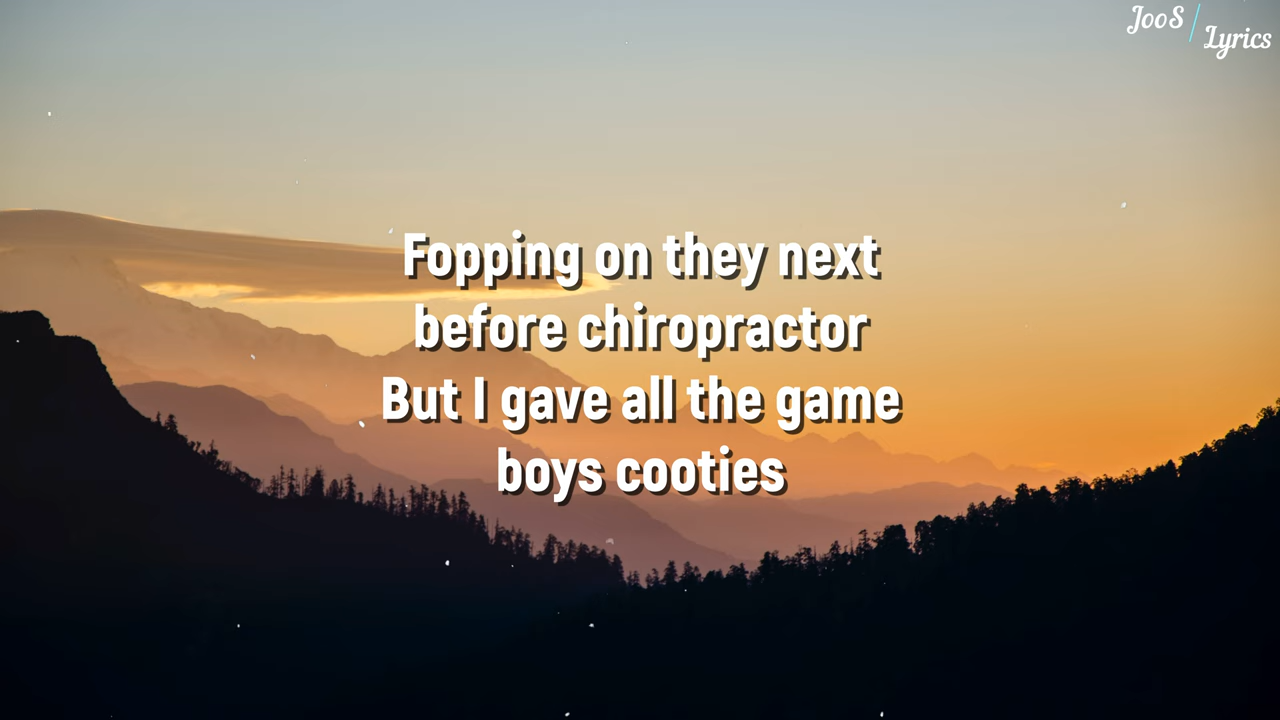 JooS
Lyrics
Fopping on they next
before chiropractor
But I gave all the game
boys cooties